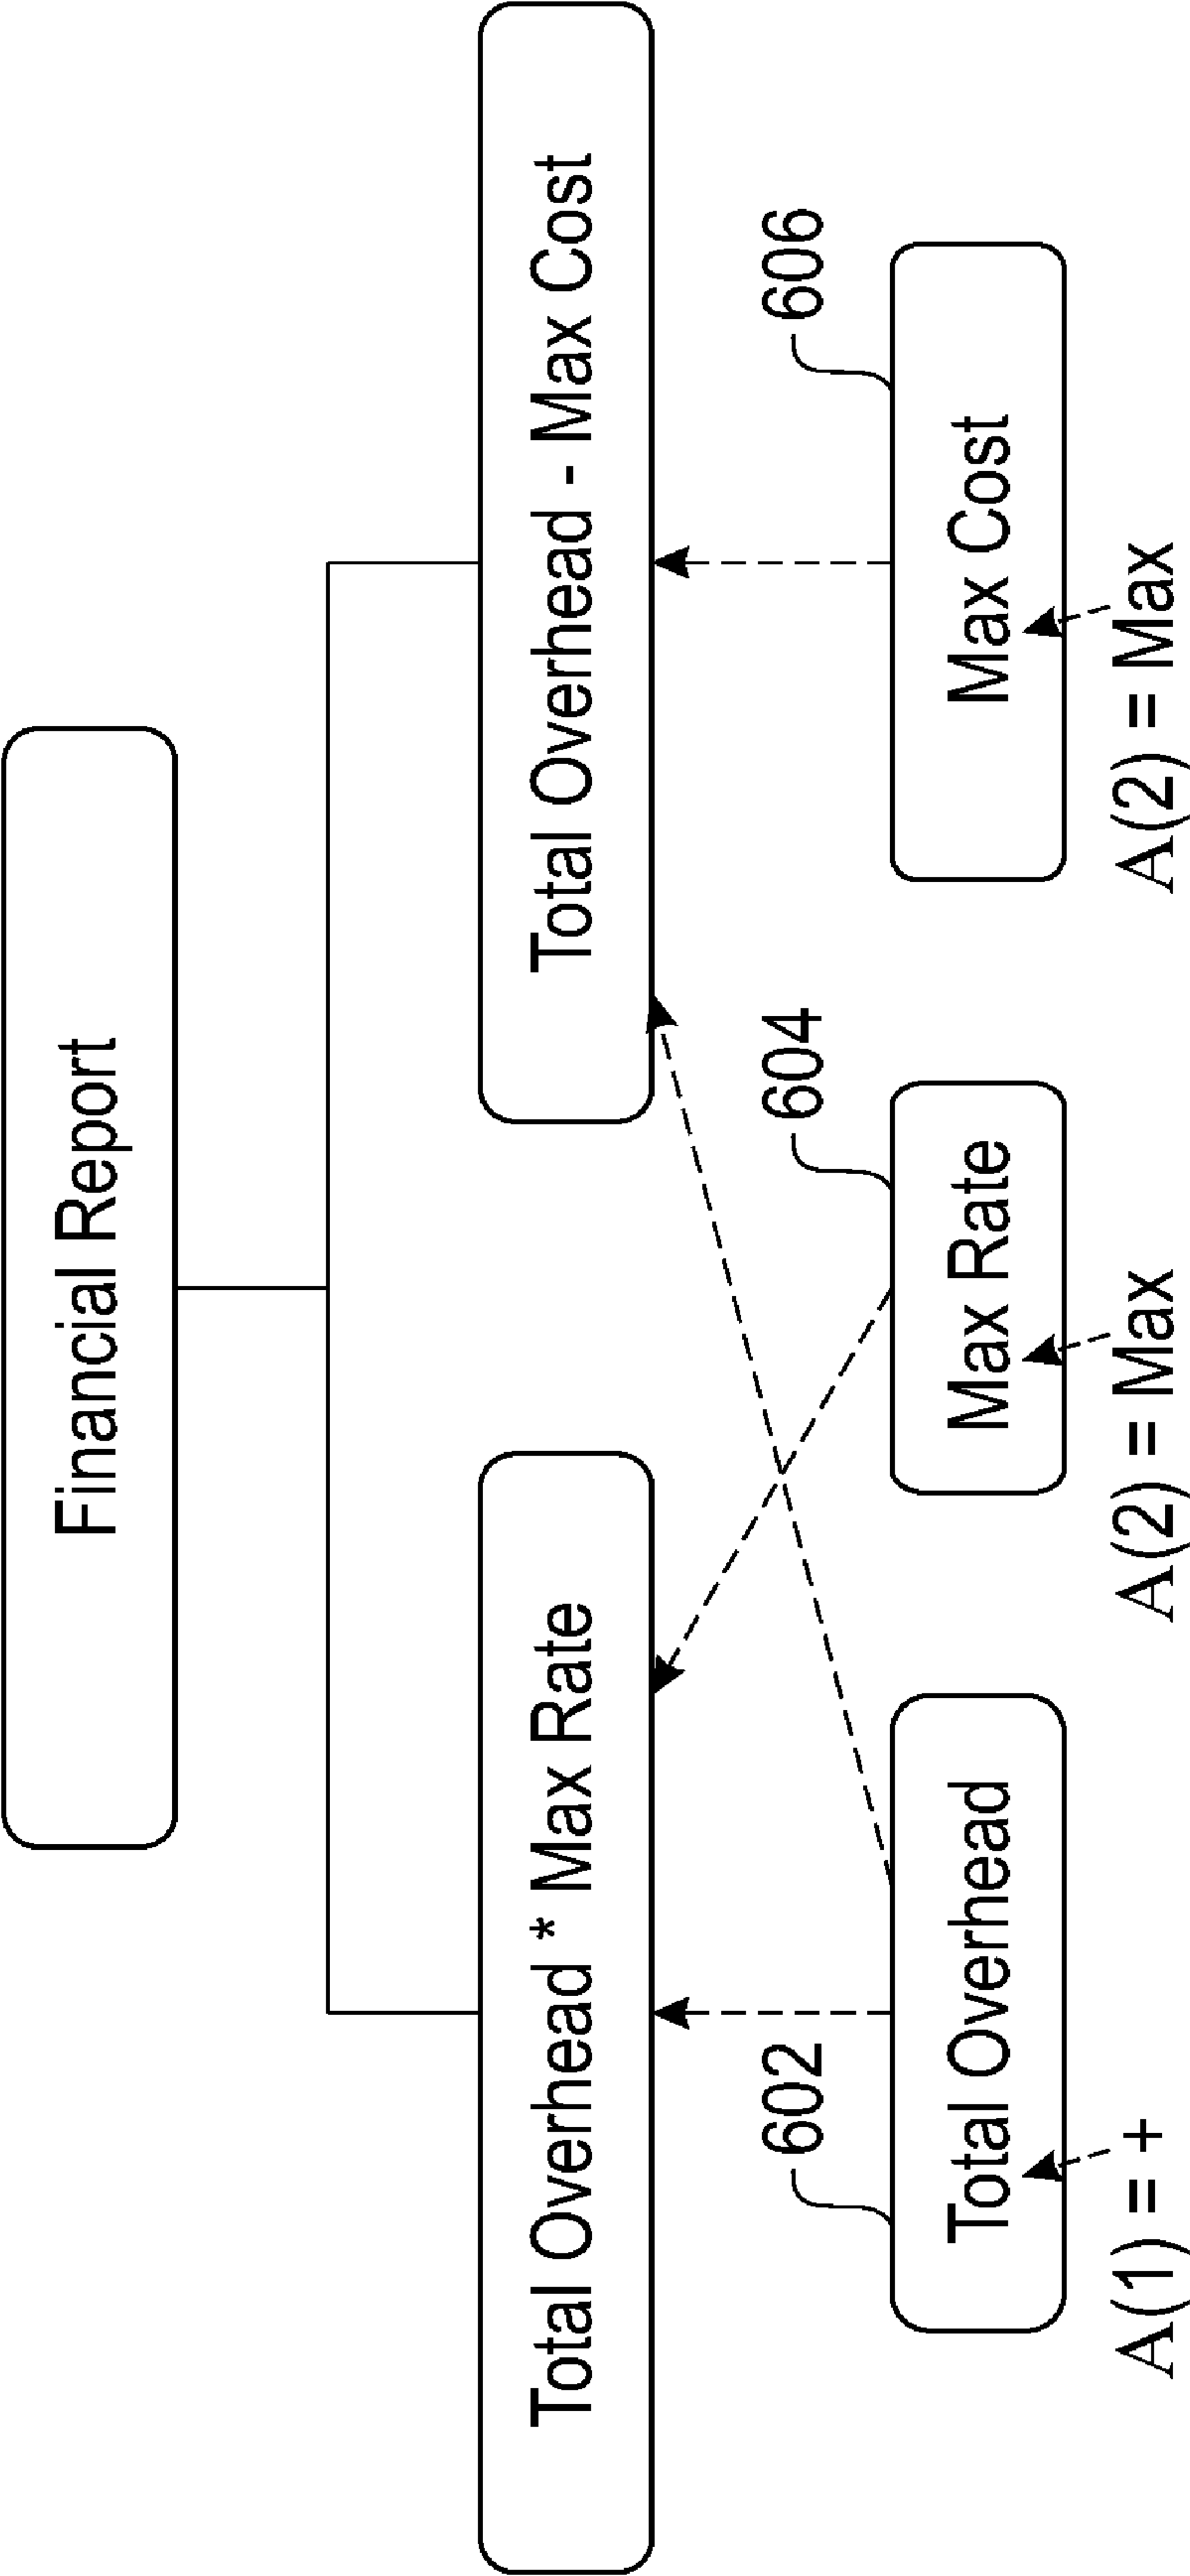 Financial Report
Total Overhead * Max Rate
Total Overhead - Max Cost
602
604
606
Total Overhead
Max Rate
Max Cost
A(1) = +
A(2) = Max
A(2) = Max